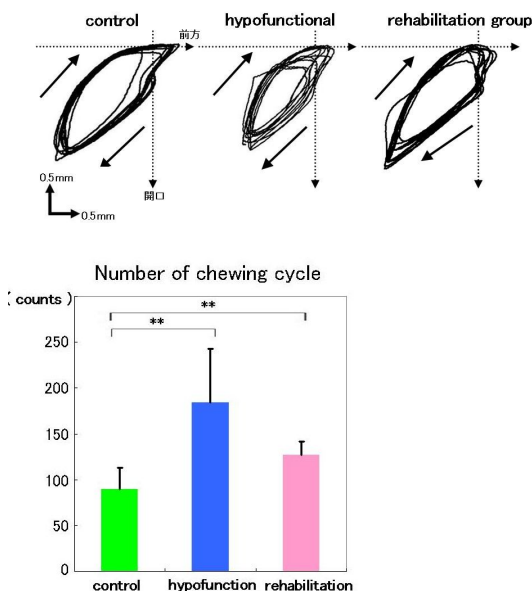 control
hypofunctional
rehabilitation group
前方
0.5mm
0.5mm
開口
Number of chewing cycle
( counts )
**
**
250
200
150
100
50
0
control
hypofunction
rehabilitation